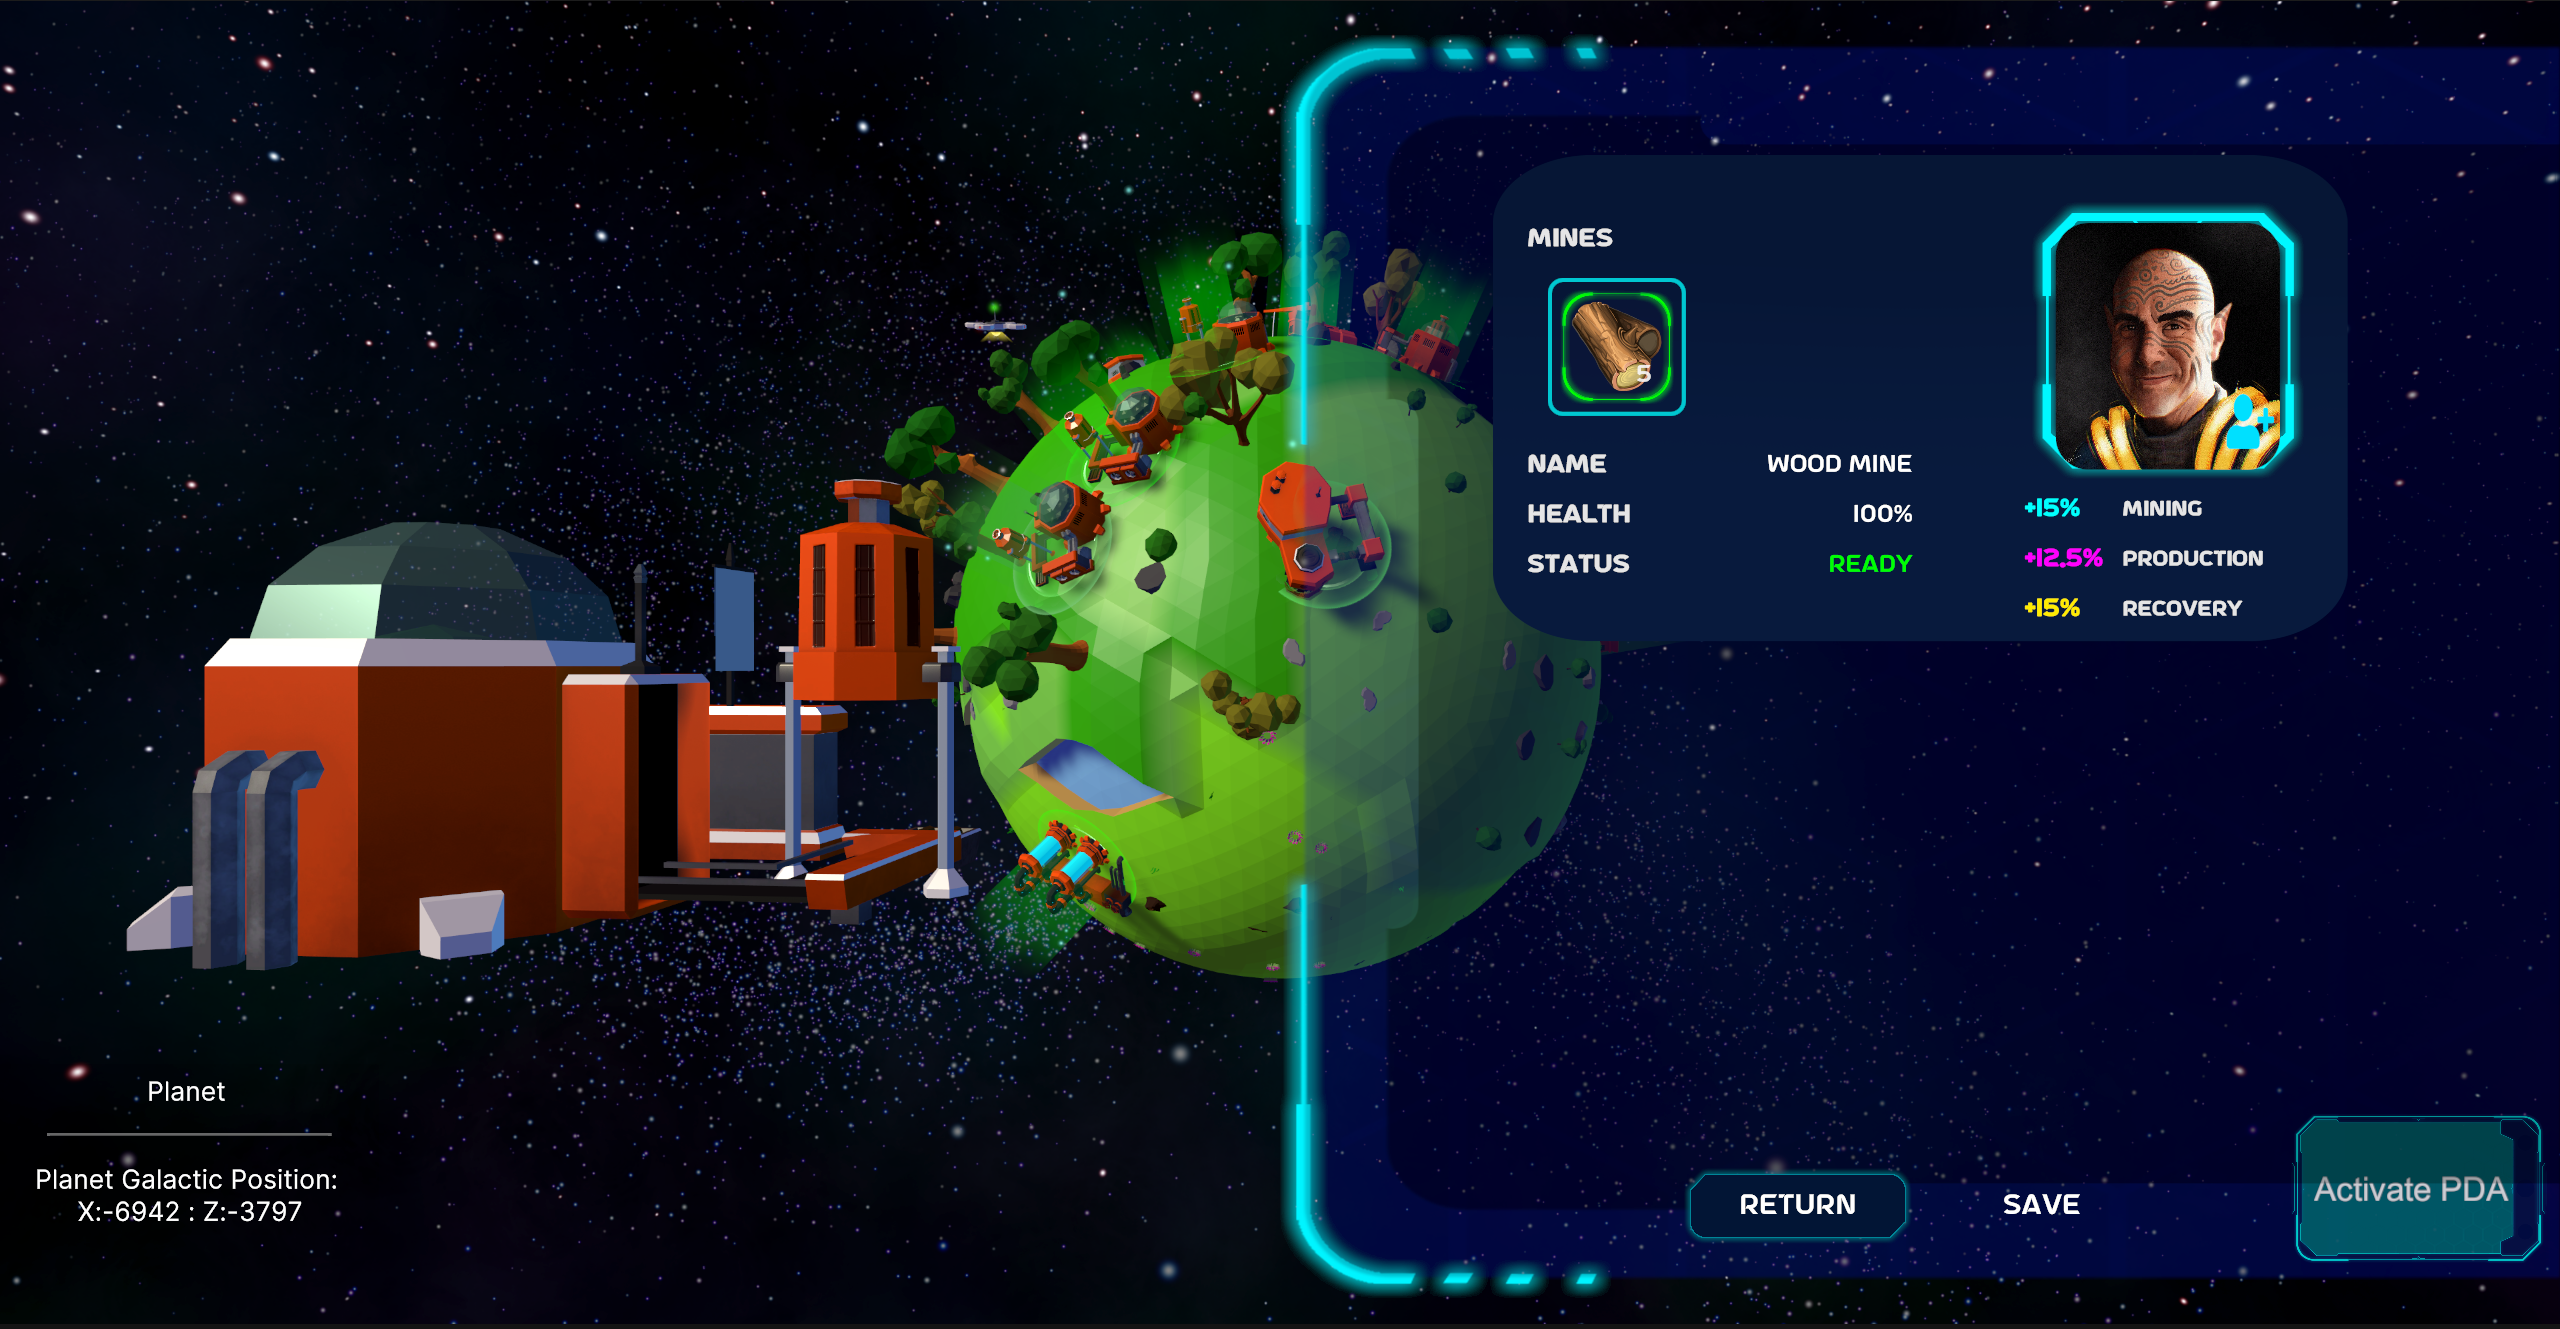 MINES
5
NAME WOOD MINE
HEALTH 100%
STATUS READY
+15% MINING
+12.5% PRODUCTION
+15% RECOVERY
Planet
Planet Galactic Position:
X:-6942 : Z:-3797
RETURN
SAVE
Activate PDA